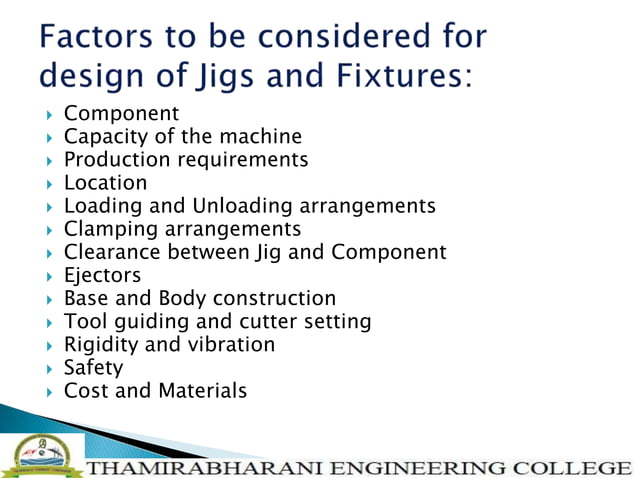 Factors to be considered for
design of Jigs and Fixtures:
Component
Capacity of the machine
Production requirements
Location
Loading and Unloading arrangements
Clamping arrangements
Clearance between Jig and Component
Ejectors
Base and Body construction
Tool guiding and cutter setting
Rigidity and vibration
Safety
Cost and Materials
THAMIRABHARANI ENGINEERING COLLEGE